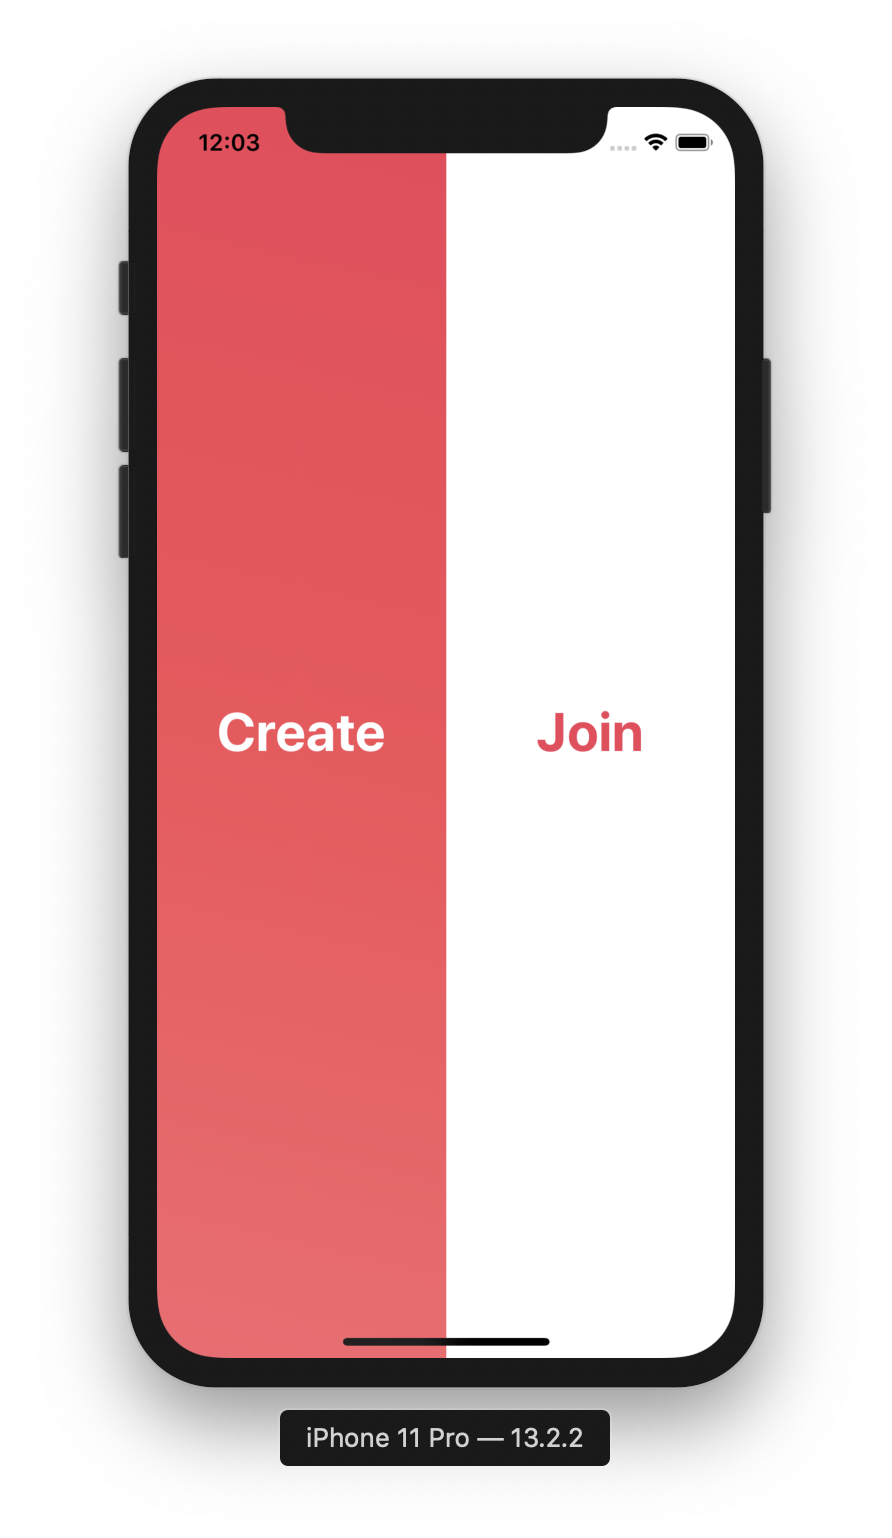 12:03
Create
Join
iPhone 11 Pro — 13.2.2